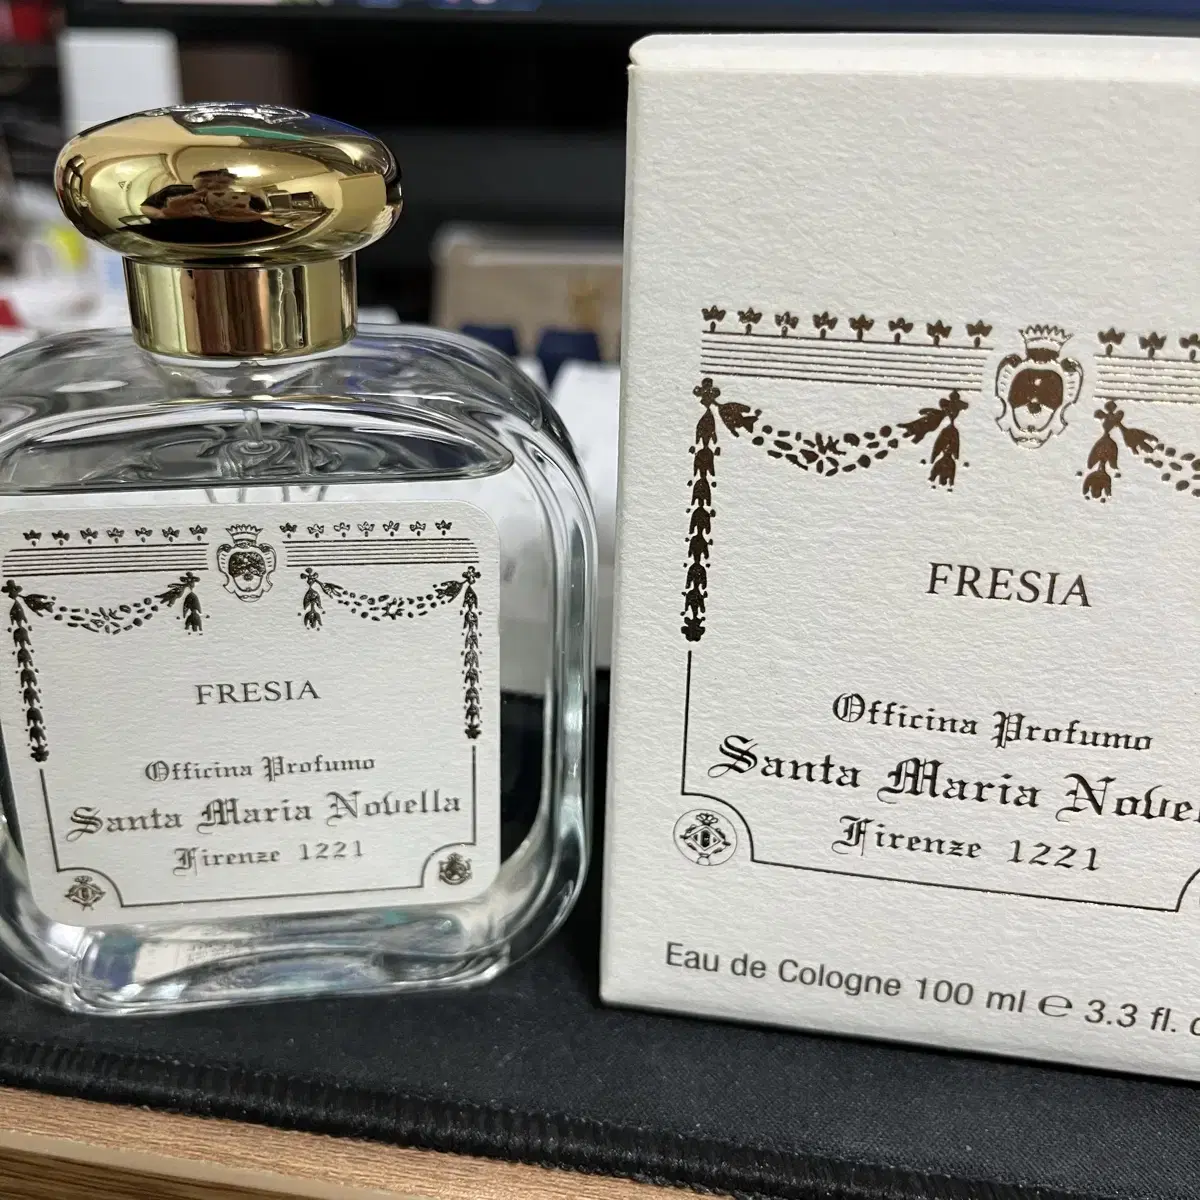 FRESIA
Officina Profumo
Santa Maria Novella
Firenze 1221
FRESIA
Officina Profumo
Santa Maria
Firenze 1221
Eau de Cologne 100 ml ℮ 3.3 fl.